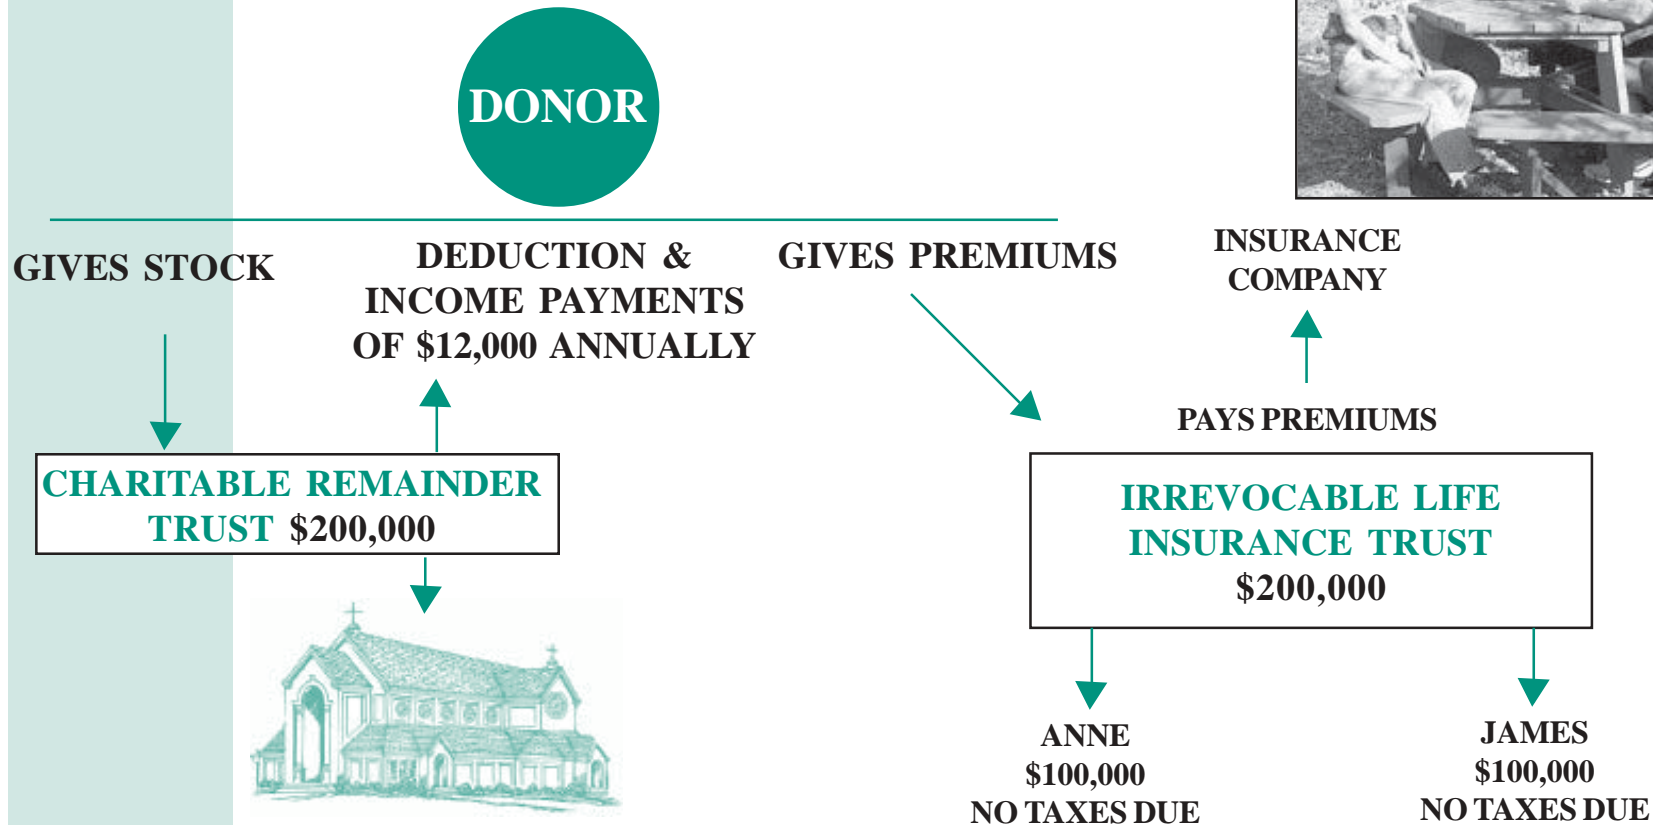 DONOR
GIVES STOCK
DEDUCTION &
INCOME PAYMENTS
OF $12,000 ANNUALLY
GIVES PREMIUMS
INSURANCE
COMPANY
PAYS PREMIUMS
CHARITABLE REMAINDER
TRUST $200,000
IRREVOCABLE LIFE
INSURANCE TRUST
$200,000
ANNE
$100,000
NO TAXES DUE
JAMES
$100,000
NO TAXES DUE